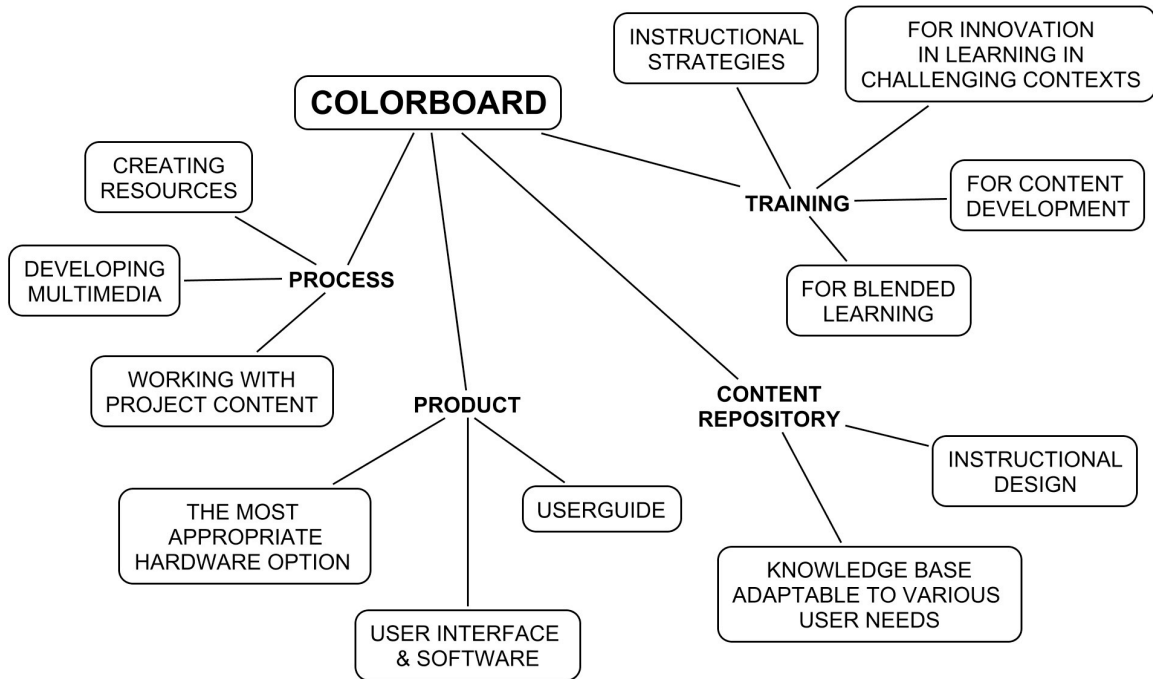 COLORBOARD
INSTRUCTIONAL
STRATEGIES
FOR INNOVATION
IN LEARNING IN
CHALLENGING CONTEXTS
CREATING
RESOURCES
TRAINING
FOR CONTENT
DEVELOPMENT
DEVELOPING
MULTIMEDIA
PROCESS
FOR BLENDED
LEARNING
WORKING WITH
PROJECT CONTENT
PRODUCT
CONTENT
REPOSITORY
INSTRUCTIONAL
DESIGN
THE MOST
APPROPRIATE
HARDWARE OPTION
USERGUIDE
KNOWLEDGE BASE
ADAPTABLE TO VARIOUS
USER NEEDS
USER INTERFACE
& SOFTWARE